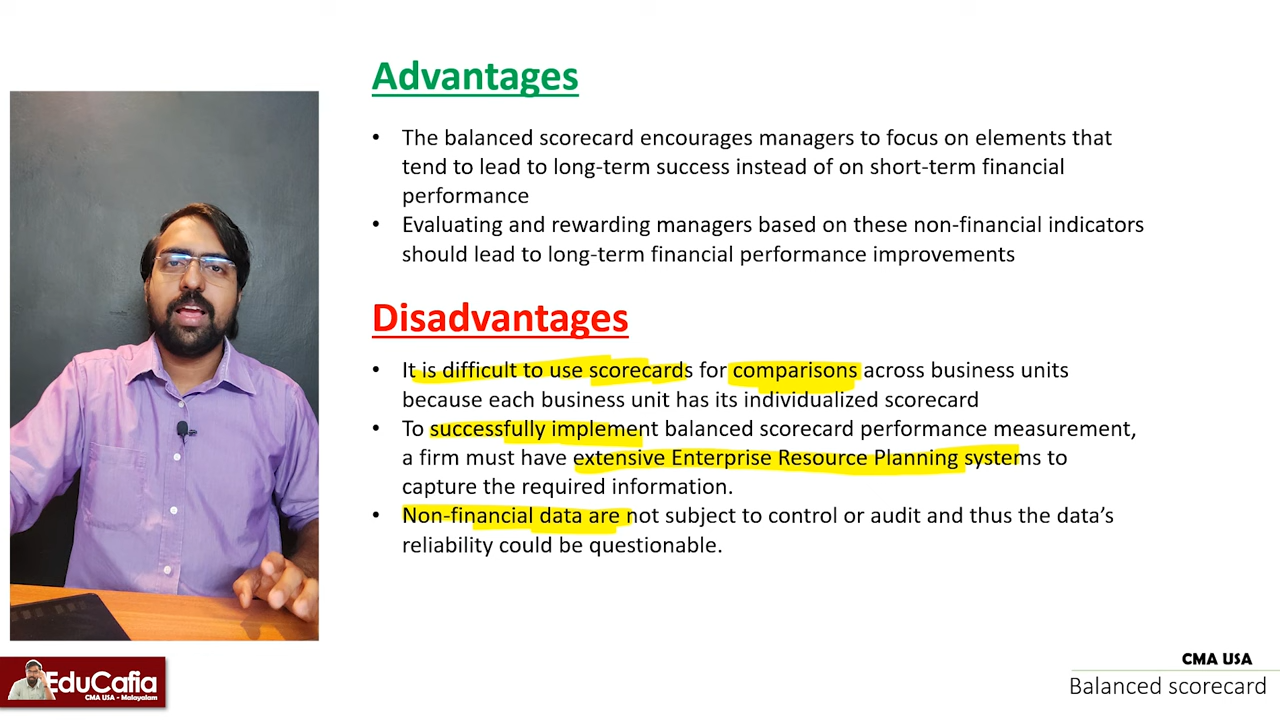 Advantages
• The balanced scorecard encourages managers to focus on elements that
tend to lead to long-term success instead of on short-term financial
performance
• Evaluating and rewarding managers based on these non-financial indicators
should lead to long-term financial performance improvements
Disadvantages
• It is difficult to use scorecards for comparisons across business units
because each business unit has its individualized scorecard
• To successfully implement balanced scorecard performance measurement,
a firm must have extensive Enterprise Resource Planning systems to
capture the required information.
• Non-financial data are not subject to control or audit and thus the data’s
reliability could be questionable.
EduCafia
CMA USA - Malayalam
CMA USA
Balanced scorecard